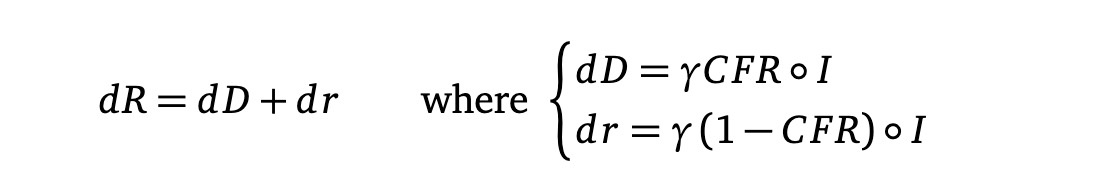 dR = dD + dr where { dD = γCFR ∘ I
dr = γ(1 − CFR) ∘ I